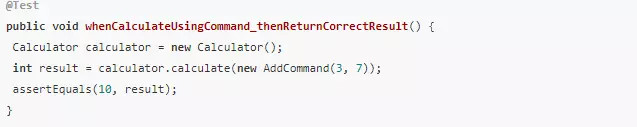 @Test
public void whenCalculateUsingCommand_thenReturnCorrectResult() {
Calculator calculator = new Calculator();
int result = calculator.calculate(new AddCommand(3, 7));
assertEquals(10, result);
}